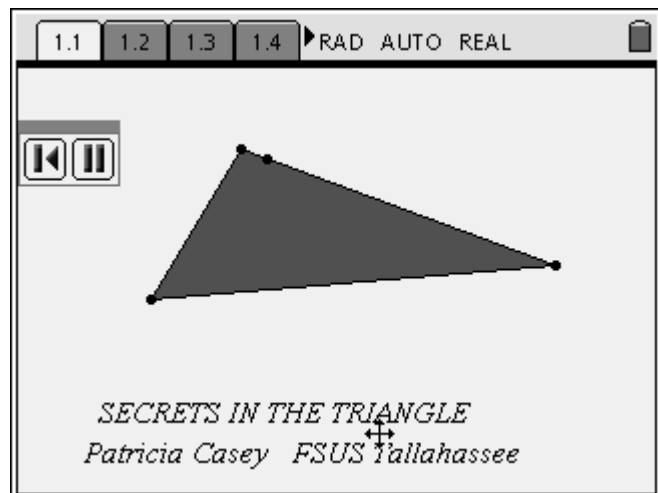 1.1 1.2 1.3 1.4 RAD AUTO REAL
SECRETS IN THE TRIANGLE
Patricia Casey FSUS Tallahassee